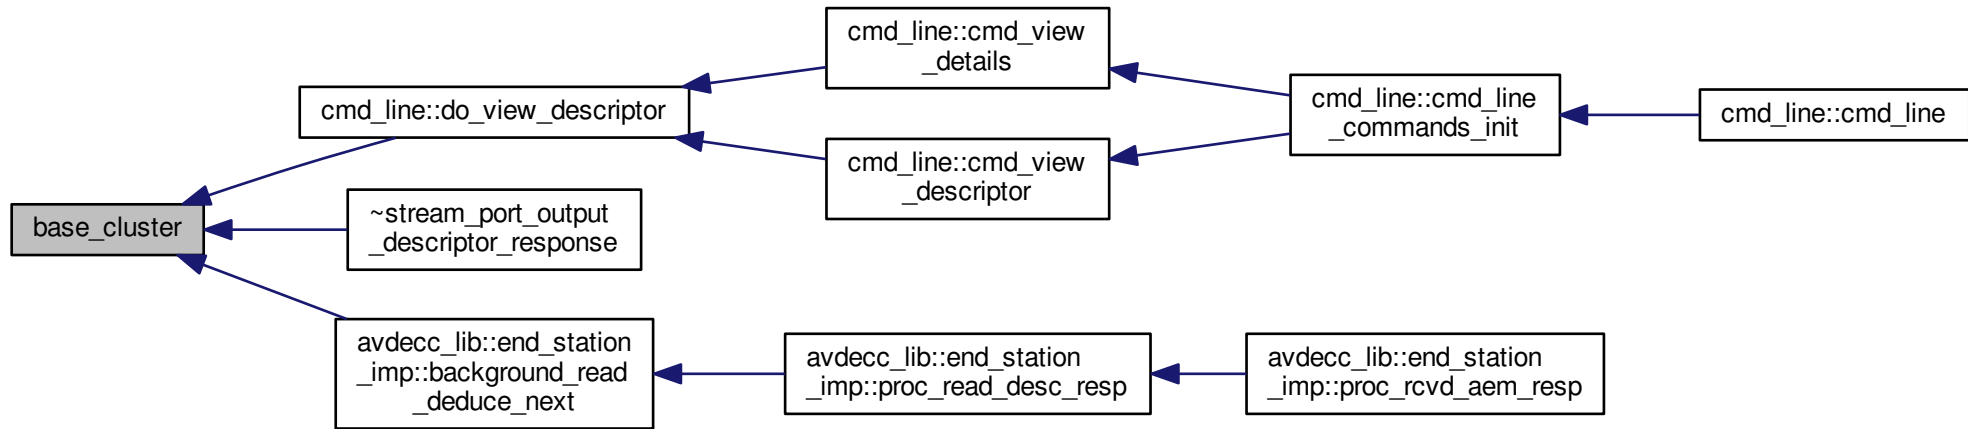 cmd_line::cmd_view
_details
cmd_line::do_view_descriptor
cmd_line::cmd_line
_commands_init
cmd_line::cmd_line
cmd_line::cmd_view
_descriptor
base_cluster
~stream_port_output
_descriptor_response
avdecc_lib::end_station
_imp::background_read
_deduce_next
avdecc_lib::end_station
_imp::proc_read_desc_resp
avdecc_lib::end_station
_imp::proc_rcvd_aem_resp